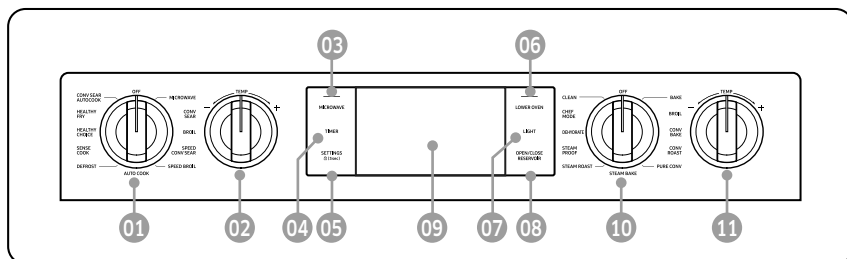 03
06
OFF
CONV SEAR
AUTOCOOK
MICROWAVE
HEALTHY
FRY
CONV
SEAR
HEALTHY
CHOICE
BROIL
SENSE
COOK
SPEED
CONV SEAR
DEFROST
SPEED BROIL
AUTO COOK
TEMP
− +
MICROWAVE
TIMER
SETTINGS
LOWER OVEN
LIGHT
OPEN/CLOSE
RESERVOIR
OFF
CLEAN
BAKE
CHEF
MODE
BROIL
DEHYDRATE
CONV
BAKE
STEAM
PROOF
CONV
ROAST
STEAM ROAST
PURE CONV
STEAM BAKE
TEMP
− +
01
02
04
05
09
07
08
10
11